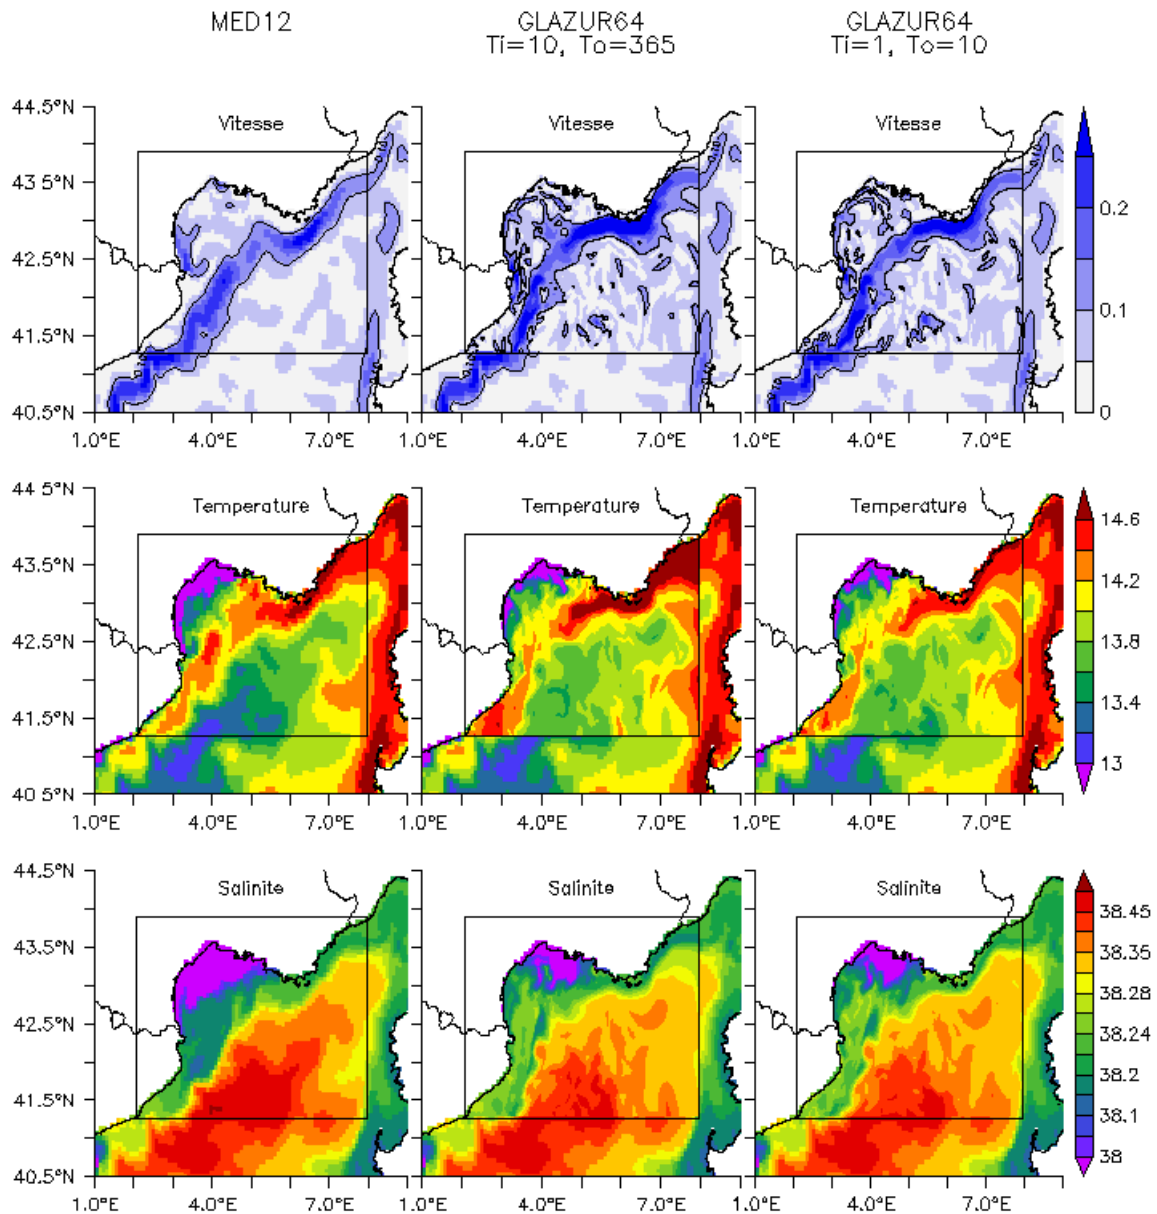 MED12 GLAZUR64 GLAZUR64
Ti=10, To=365 Ti=1, To=10
44.5°N Vitesse Vitesse Vitesse
43.5°N
0.2
42.5°N
41.5°N 0.1
40.5°N 0
1.0°E 4.0°E 7.0°E 1.0°E 4.0°E 7.0°E 1.0°E 4.0°E 7.0°E
44 5°N Temperature Temperature Temperature
14.6
43.5°N 14.2
42.5°N 13.8
41.5°N 13.4
13
40 5°N
1.0°E 4.0°E 7.0°E 1.0°E 4.0°E 7.0°E 1.0°E 4.0°E 7.0°E
44.5°N Salinite Salinite Salinite
38.45
43.5°N 38.35
38.28
42.5°N 38.24
38.2
41.5°N 38.1
38
40.5°N
1.0°E 4.0°E 7.0°E 1.0°E 4.0°E 7.0°E 1.0°E 4.0°E 7.0°E